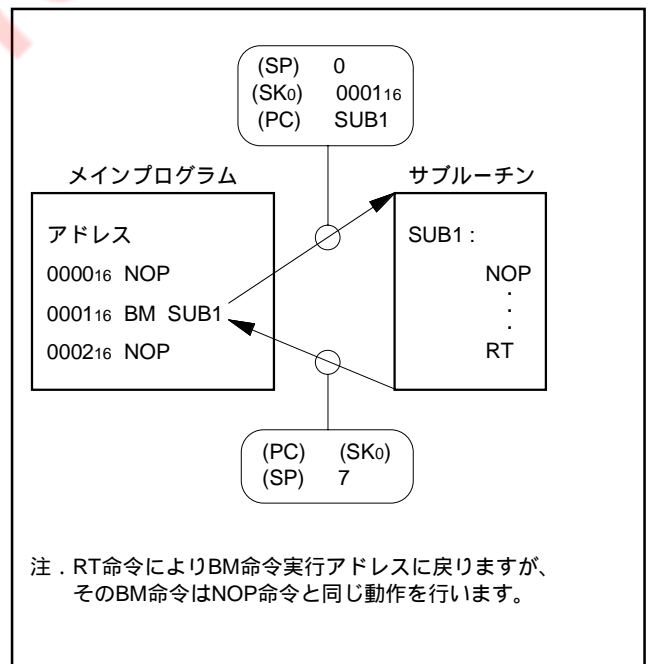 (SP) 0
(SK0) 000116
(PC) SUB1
メインプログラム
サブルーチン
アドレス
000016 NOP
000116 BM SUB1
000216 NOP
SUB1 :
NOP
·
·
·
RT
(PC) (SK0)
(SP) 7
注．RT命令によりBM命令実行アドレスに戻りますが、
そのBM命令はNOP命令と同じ動作を行います。